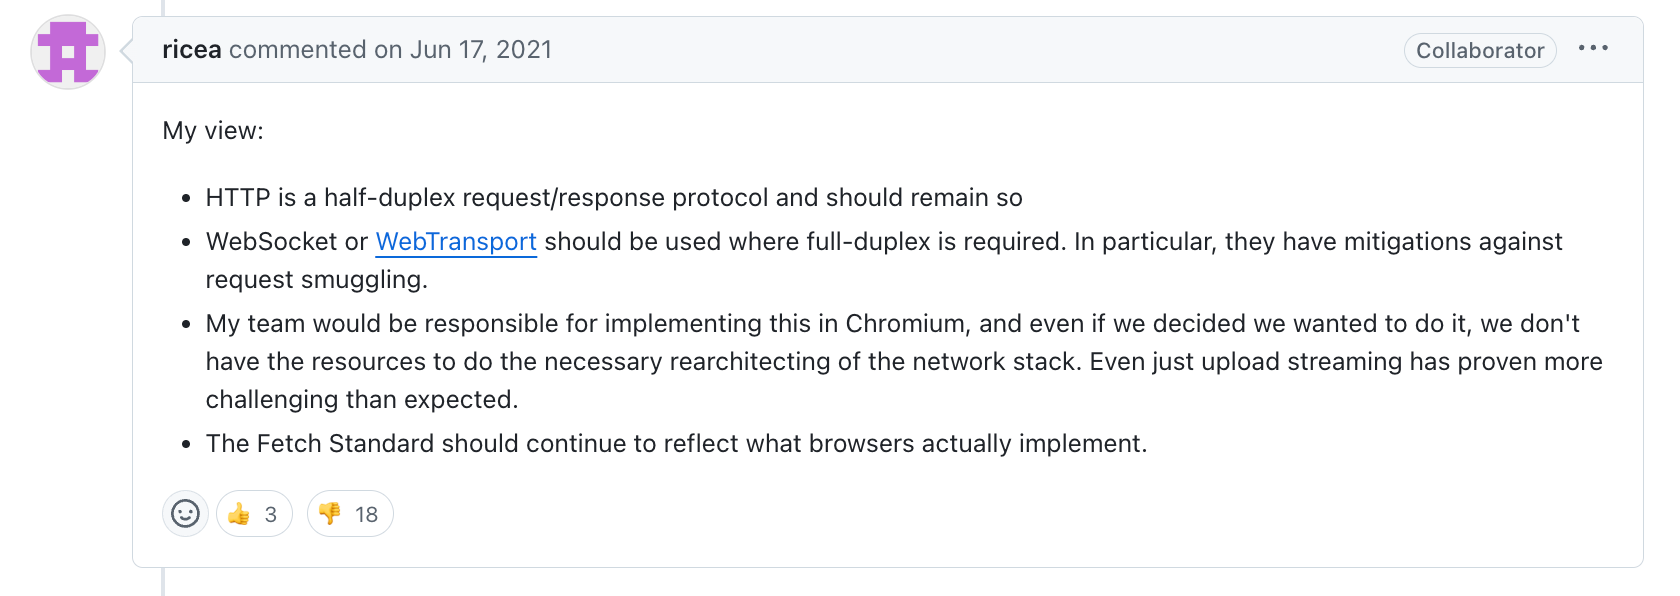 ricea commented on Jun 17, 2021
Collaborator
My view:
• HTTP is a half-duplex request/response protocol and should remain so
• WebSocket or WebTransport should be used where full-duplex is required. In particular, they have mitigations against
request smuggling.
• My team would be responsible for implementing this in Chromium, and even if we decided we wanted to do it, we don't
have the resources to do the necessary rearchitecting of the network stack. Even just upload streaming has proven more
challenging than expected.
• The Fetch Standard should continue to reflect what browsers actually implement.
👍 3 👎 18